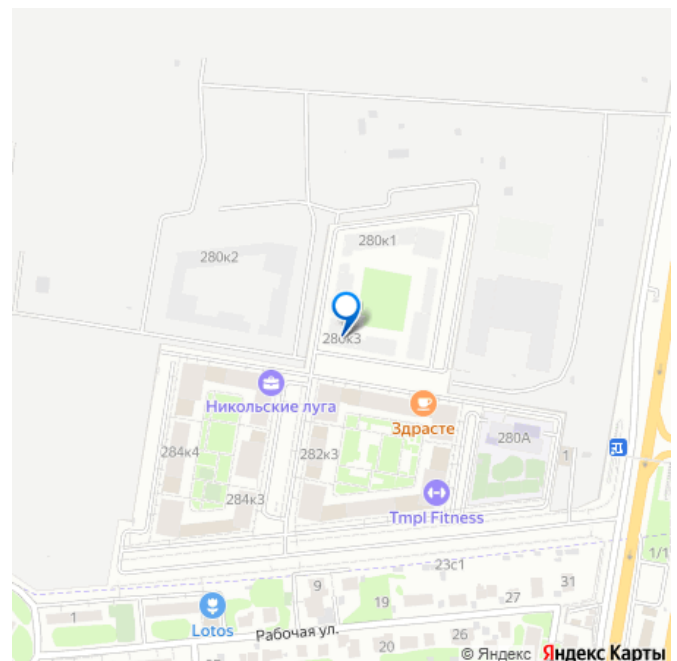 280к1
280к2
280к3
Никольские луга
Здрасте
280А
284к4
282к3
1
284к3
Tmpl Fitness
23с1
1/1
9
31
1
19
27
Lotos
Рабочая ул.
26
20
© Яндекс Яндекс Карты